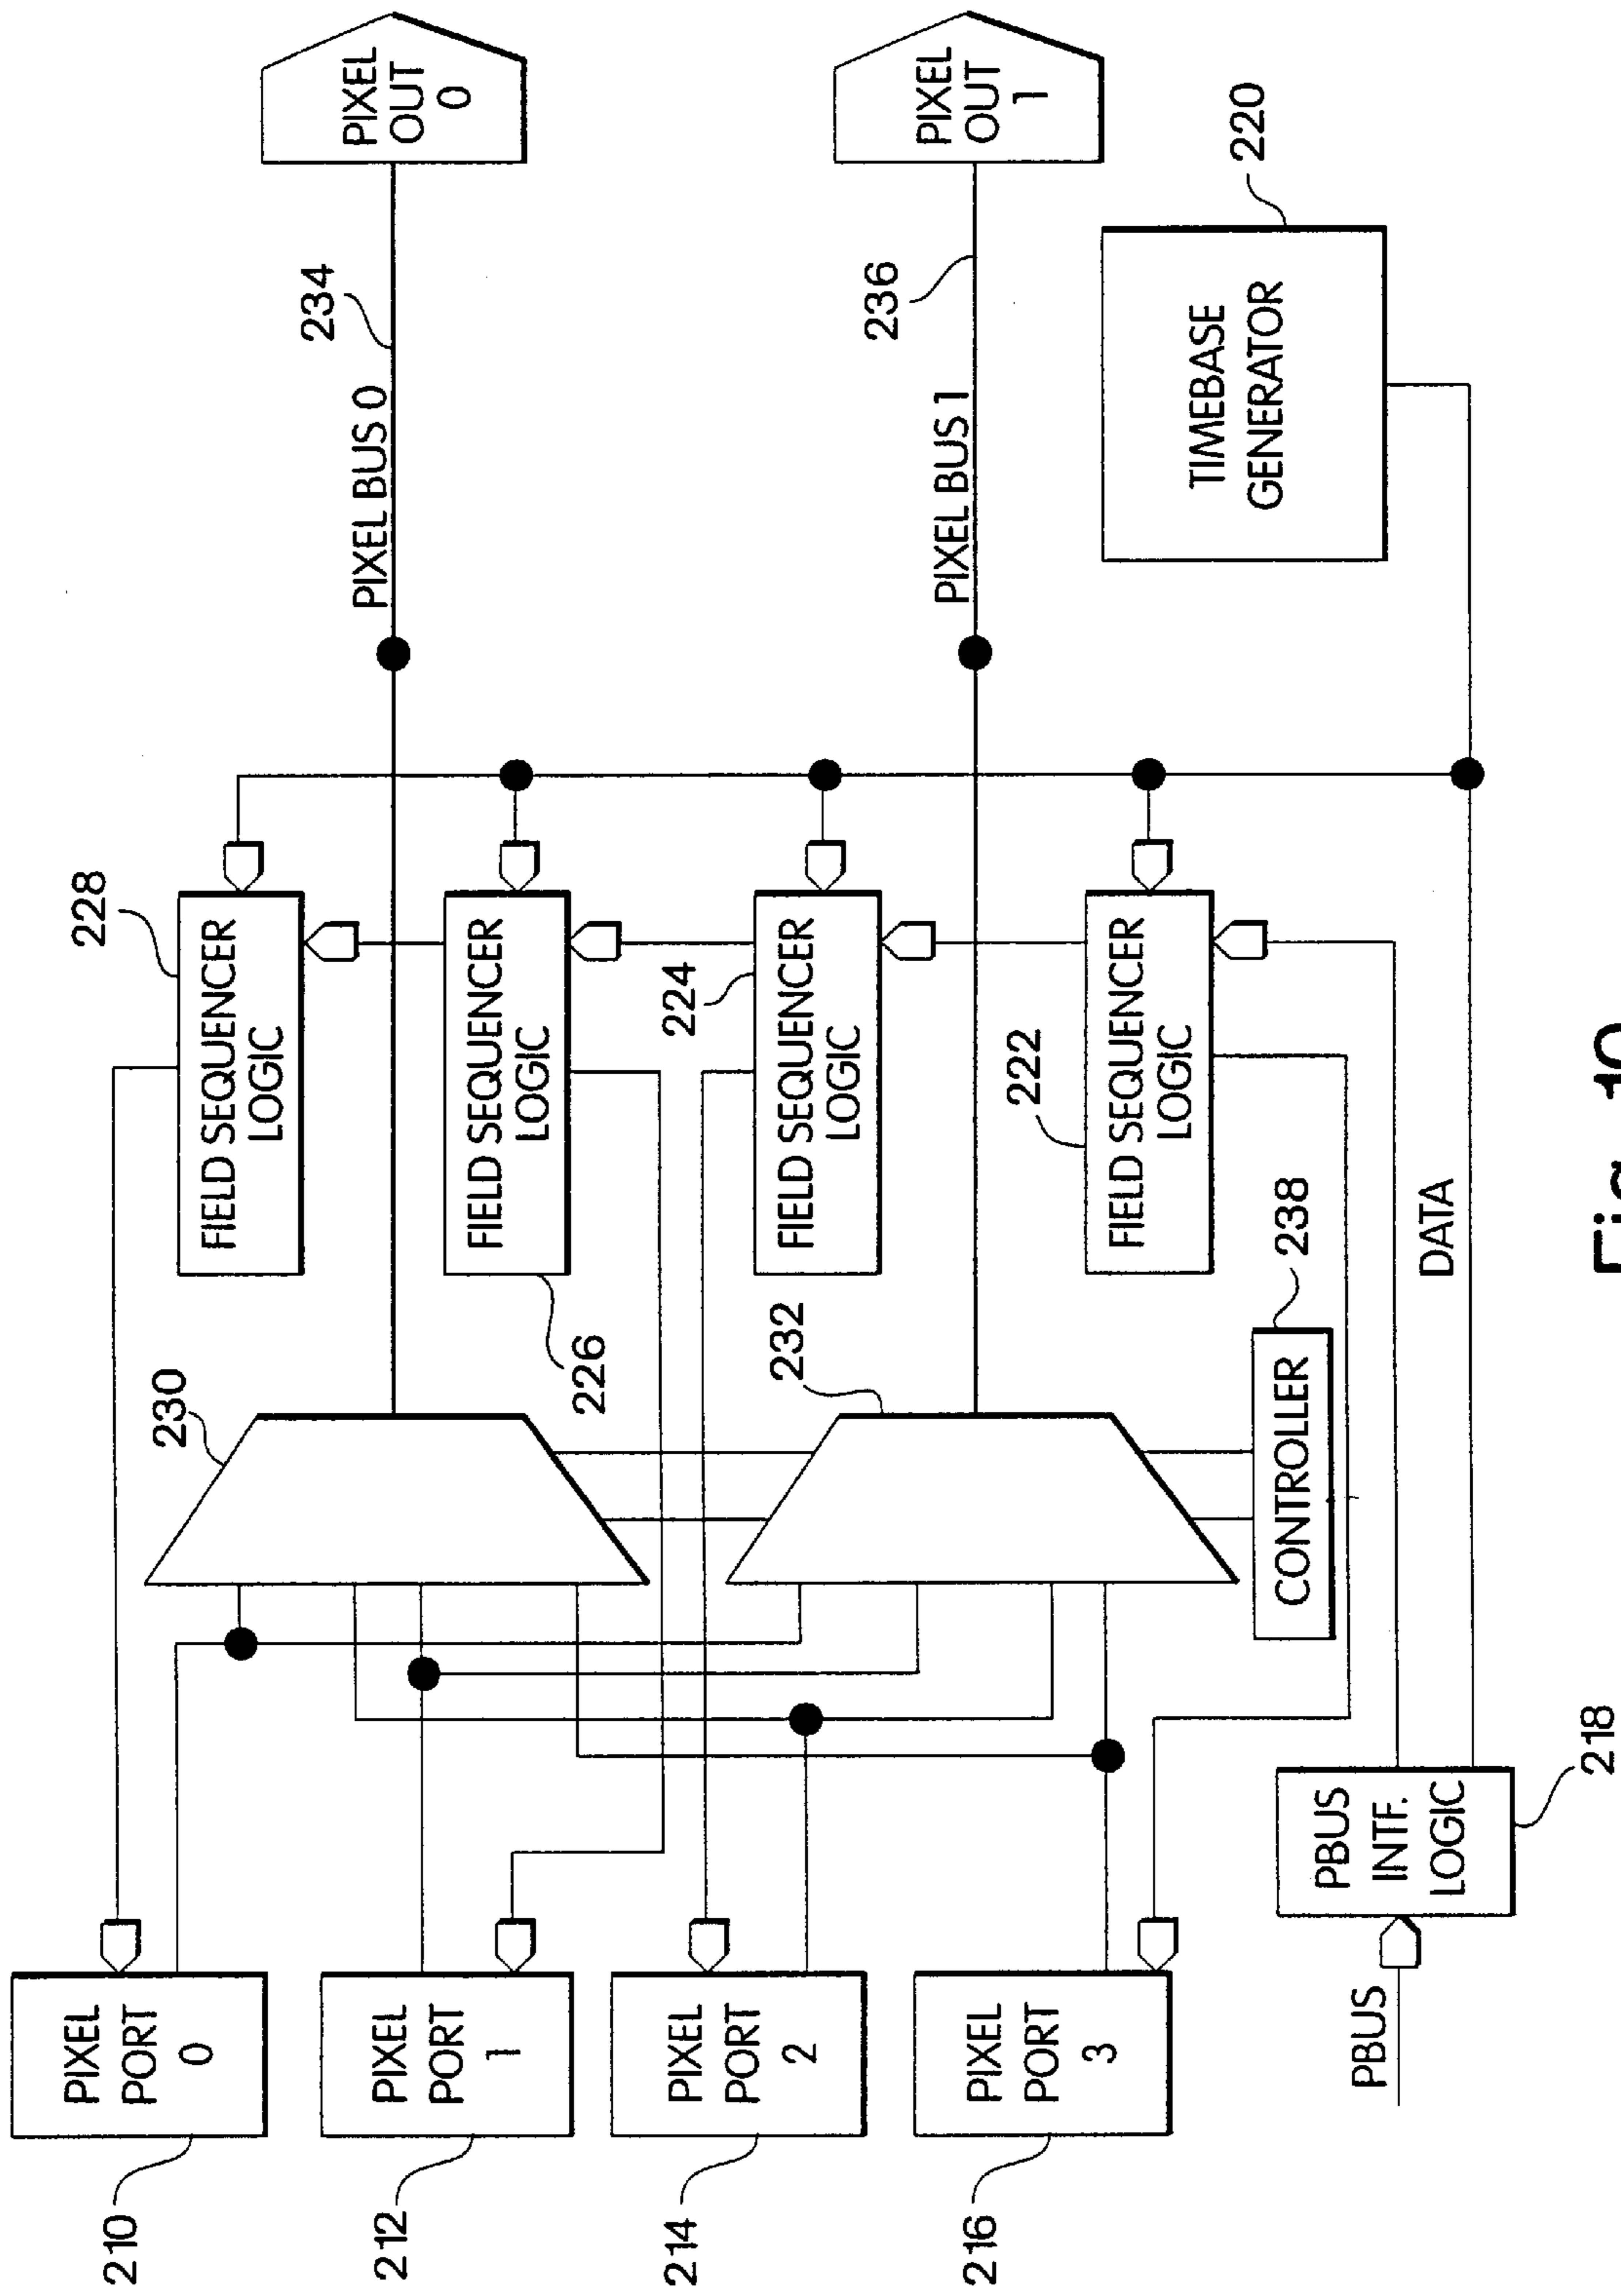 210
PIXEL
PORT
0
212
PIXEL
PORT
1
214
PIXEL
PORT
2
216
PIXEL
PORT
3
PBUS
PBUS
INTF.
LOGIC
218
230
232
CONTROLLER
238
228
FIELD SEQUENCER
LOGIC
226
FIELD SEQUENCER
LOGIC
224
FIELD SEQUENCER
LOGIC
222
FIELD SEQUENCER
LOGIC
DATA
PIXEL BUS 0
234
PIXEL BUS 1
236
PIXEL
OUT
0
PIXEL
OUT
1
TIMEBASE
GENERATOR
220
Fig. 10